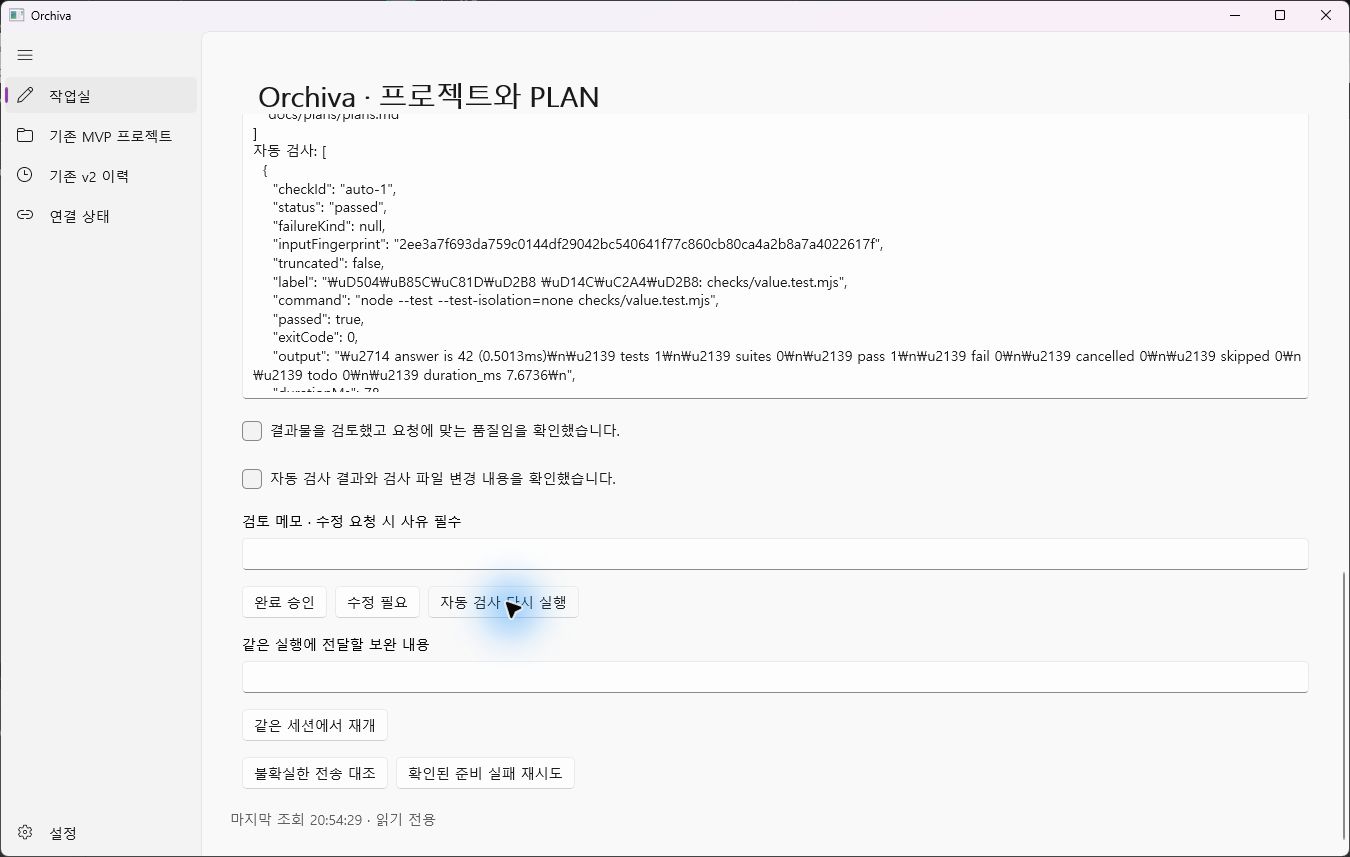 Orchiva
작업실
기존 MVP 프로젝트
기존 v2 이력
연결 상태
설정
Orchiva · 프로젝트와 PLAN
docs/plans/plans.md
]
자동 검사: [
{
"checkId": "auto-1",
"status": "passed",
"failureKind": null,
"inputFingerprint": "2ee3a7f693da759c0144df29042bc540641f77c860cb80ca4a2b8a7a4022617f",
"truncated": false,
"label": "₩uD504₩uB85C₩uC81D₩uD2B8 ₩uD14C₩uC2A4₩uD2B8: checks/value.test.mjs",
"command": "node --test --test-isolation=none checks/value.test.mjs",
"passed": true,
"exitCode": 0,
"output": "₩u2714 answer is 42 (0.5013ms)₩n₩u2139 tests 1₩n₩u2139 suites 0₩n₩u2139 pass 1₩n₩u2139 fail 0₩n₩u2139 cancelled 0₩n₩u2139 skipped 0₩n
₩u2139 todo 0₩n₩u2139 duration_ms 7.6736₩n",
"durationMs": 78
결과물을 검토했고 요청에 맞는 품질임을 확인했습니다.
자동 검사 결과와 검사 파일 변경 내용을 확인했습니다.
검토 메모 · 수정 요청 시 사유 필수
완료 승인 수정 필요 자동 검사 다시 실행
같은 실행에 전달할 보완 내용
같은 세션에서 재개
불확실한 전송 대조 확인된 준비 실패 재시도
마지막 조회 20:54:29 · 읽기 전용